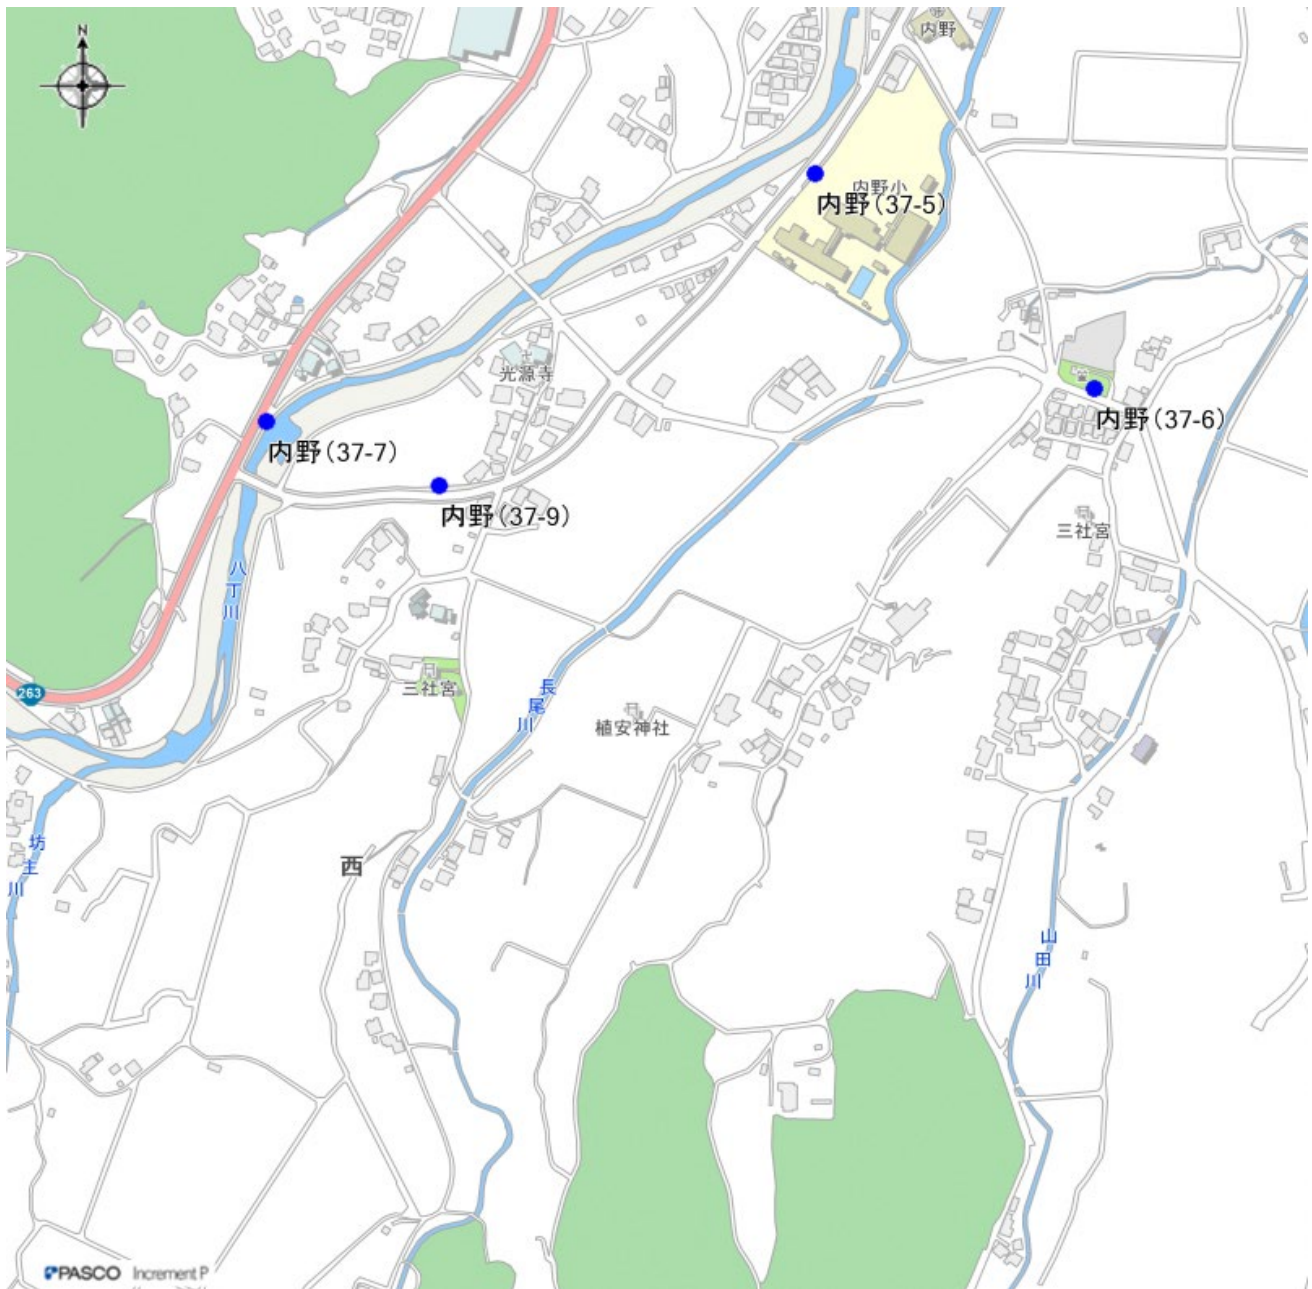 N
内野
内野小
内野(37-5)
光源寺
内野(37-6)
内野(37-7)
内野(37-9)
三社宮
八丁川
263
三社宮
長尾川
植安神社
坊主川
西
山田川
PASCO Increment P